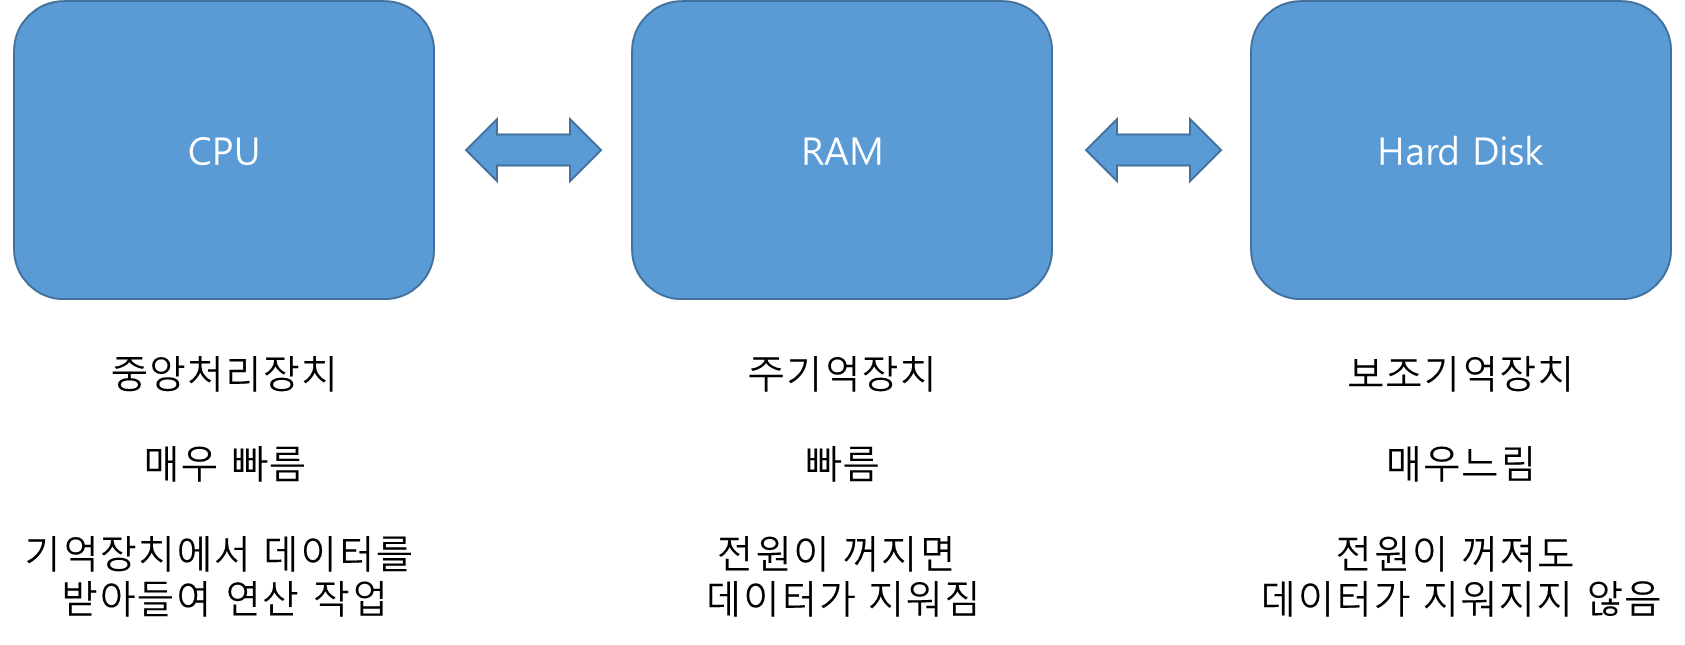 CPU
RAM
Hard Disk
중앙처리장치
주기억장치
보조기억장치
매우 빠름
빠름
매우느림
기억장치에서 데이터를
받아들여 연산 작업
전원이 꺼지면
데이터가 지워짐
전원이 꺼져도
데이터가 지워지지 않음